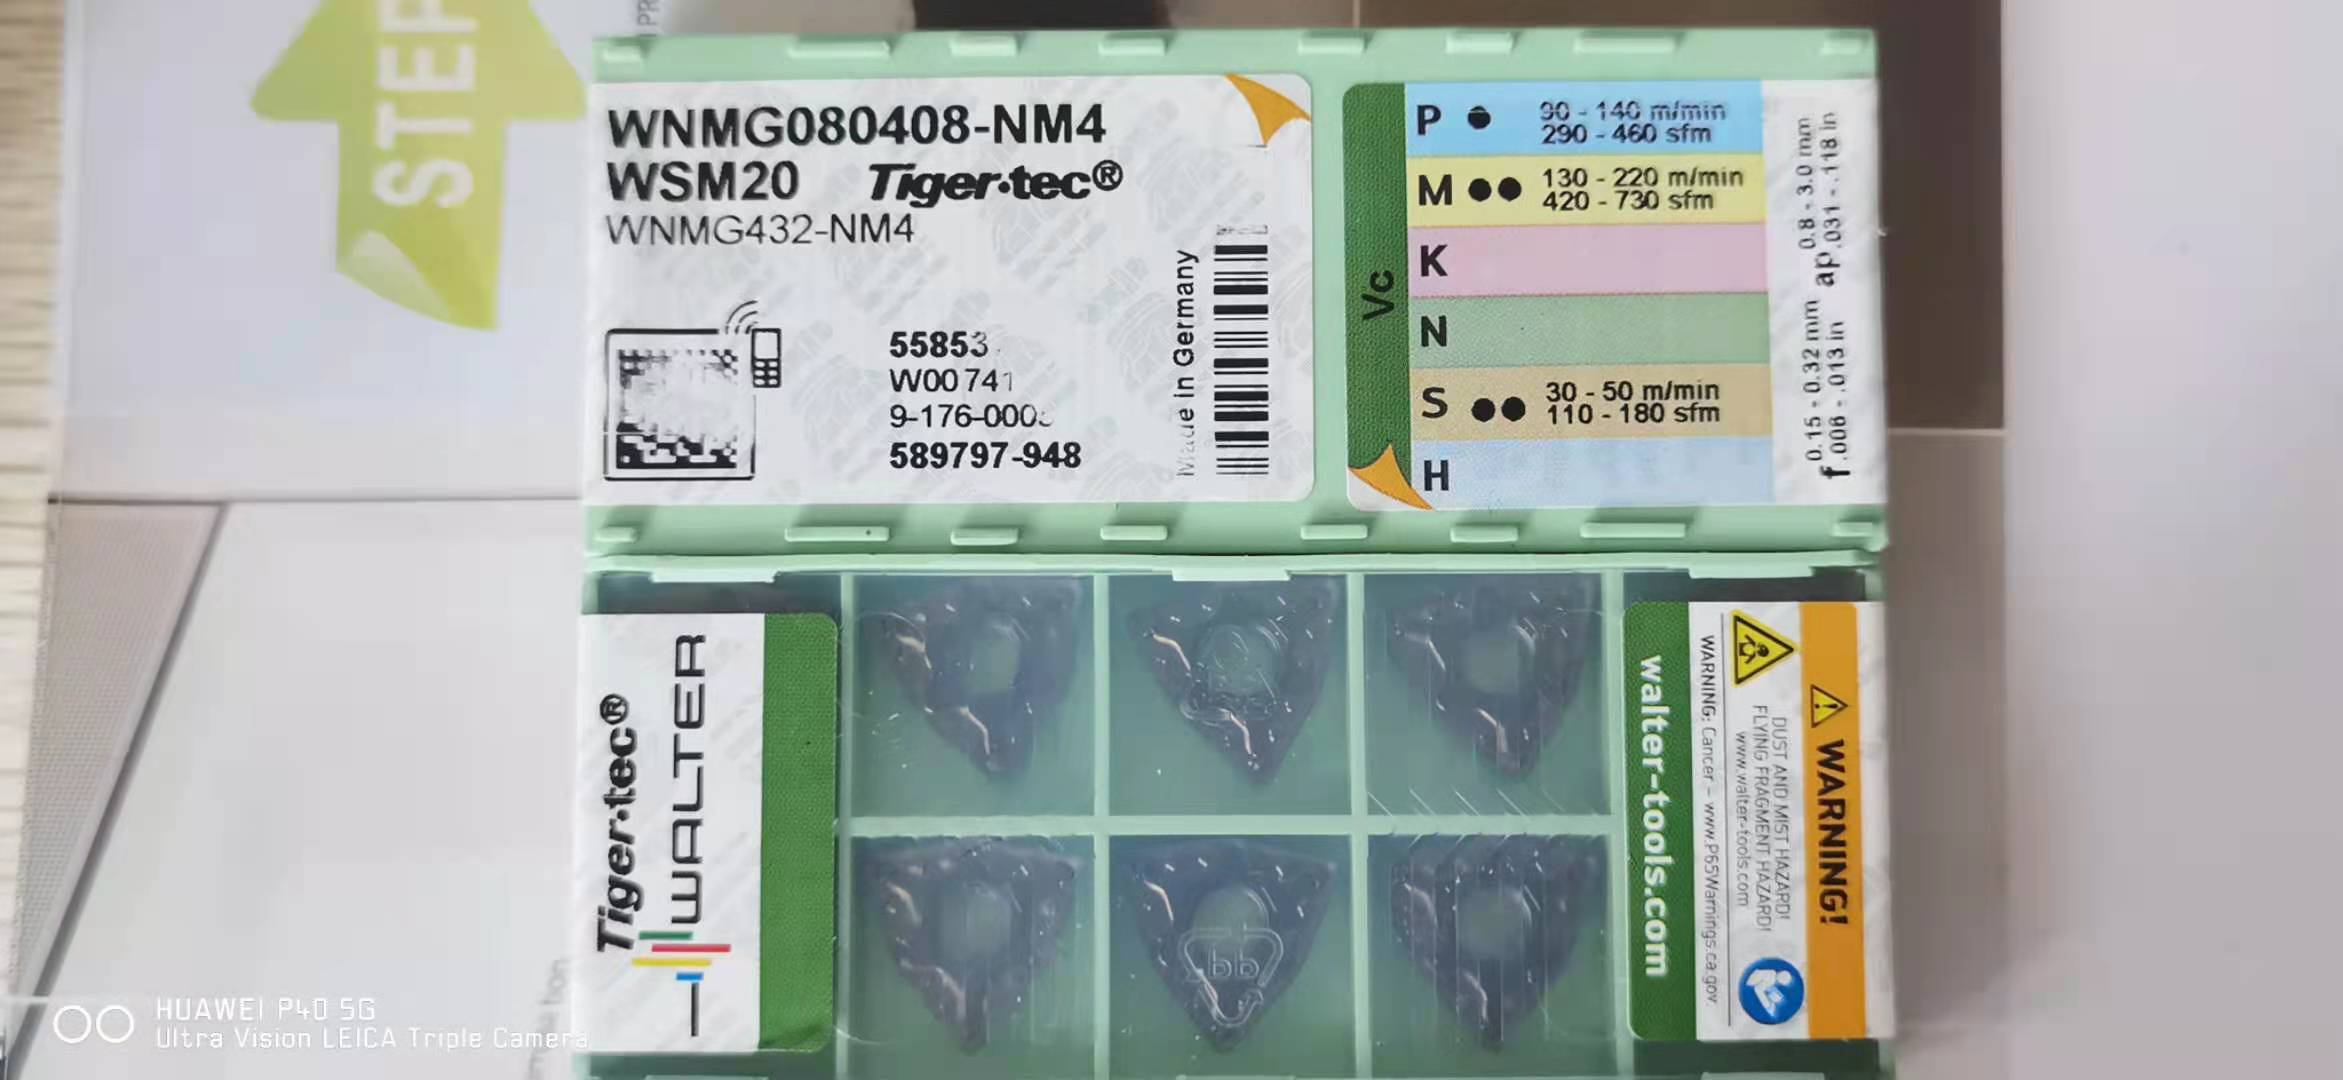 STEP
WNMG080408-NM4
WSM20 Tiger·tec®
WNMG432-NM4
55853
W00 741
9-176-000
589797-948
Made in Germany
Vc
P ● 90 - 140 m/min
290 - 460 sfm
M ●● 130 - 220 m/min
420 - 730 sfm
K
N
S ●● 30 - 50 m/min
110 - 180 sfm
H
f 0.15 - 0.32 mm ap 0.8 - 3.0 mm
.006 - .013 in .031 - .118 in
Tiger·tec®
WALTER
walter-tools.com
WARNING: Cancer - www.P65Warnings.ca.gov
WARNING!
DUST AND MIST HAZARD!
FLYING FRAGMENT HAZARD!
www.walter-tools.com
HUAWEI P40 5G
Ultra Vision LEICA Triple Camera